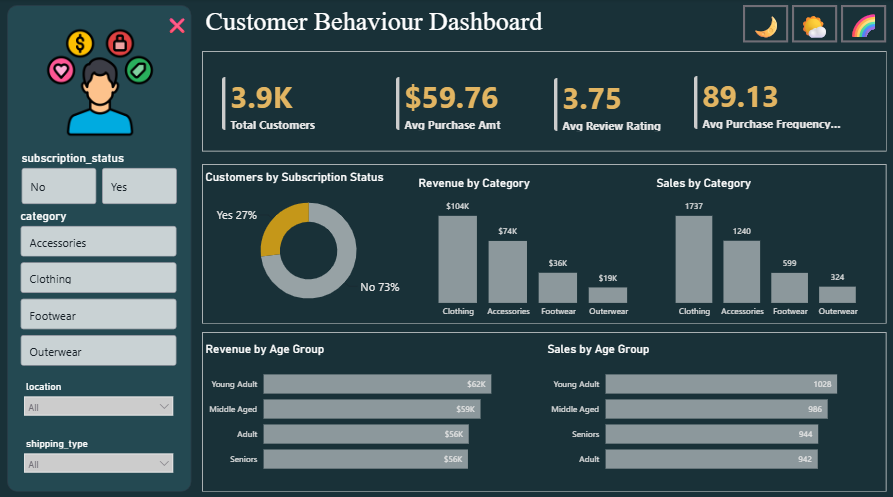 Customer Behaviour Dashboard
subscription_status
No
Yes
category
Accessories
Clothing
Footwear
Outerwear
location
All
shipping_type
All
3.9K
Total Customers
$59.76
Avg Purchase Amt
3.75
Avg Review Rating
89.13
Avg Purchase Frequency...
Customers by Subscription Status
Yes 27%
No 73%
Revenue by Category
$104K
$74K
$36K
$19K
Clothing
Accessories
Footwear
Outerwear
Sales by Category
1737
1240
599
324
Clothing
Accessories
Footwear
Outerwear
Revenue by Age Group
Young Adult $62K
Middle Aged $59K
Adult $56K
Seniors $56K
Sales by Age Group
Young Adult 1028
Middle Aged 986
Seniors 944
Adult 942